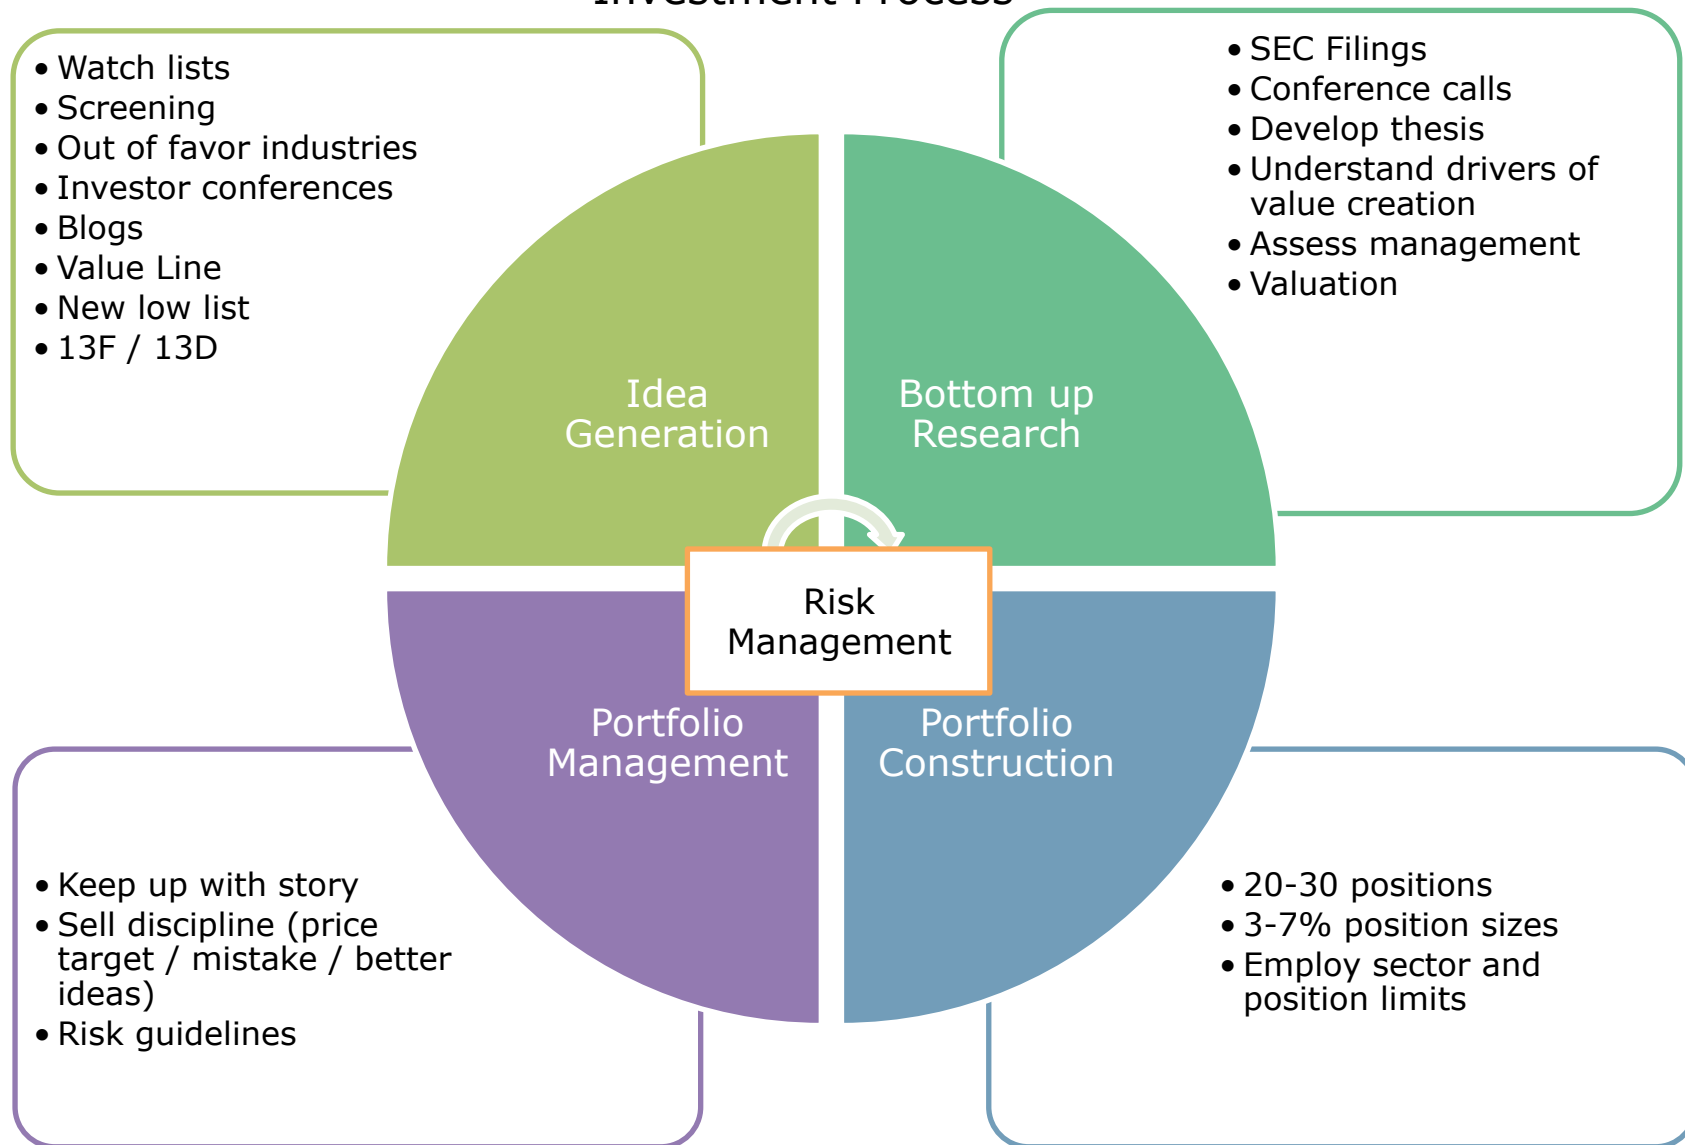 Investment Process
• Watch lists
• Screening
• Out of favor industries
• Investor conferences
• Blogs
• Value Line
• New low list
• 13F / 13D
• SEC Filings
• Conference calls
• Develop thesis
• Understand drivers of
value creation
• Assess management
• Valuation
Idea
Generation
Bottom up
Research
Risk
Management
Portfolio
Management
Portfolio
Construction
• Keep up with story
• Sell discipline (price
target / mistake / better
ideas)
• Risk guidelines
• 20-30 positions
• 3-7% position sizes
• Employ sector and
position limits